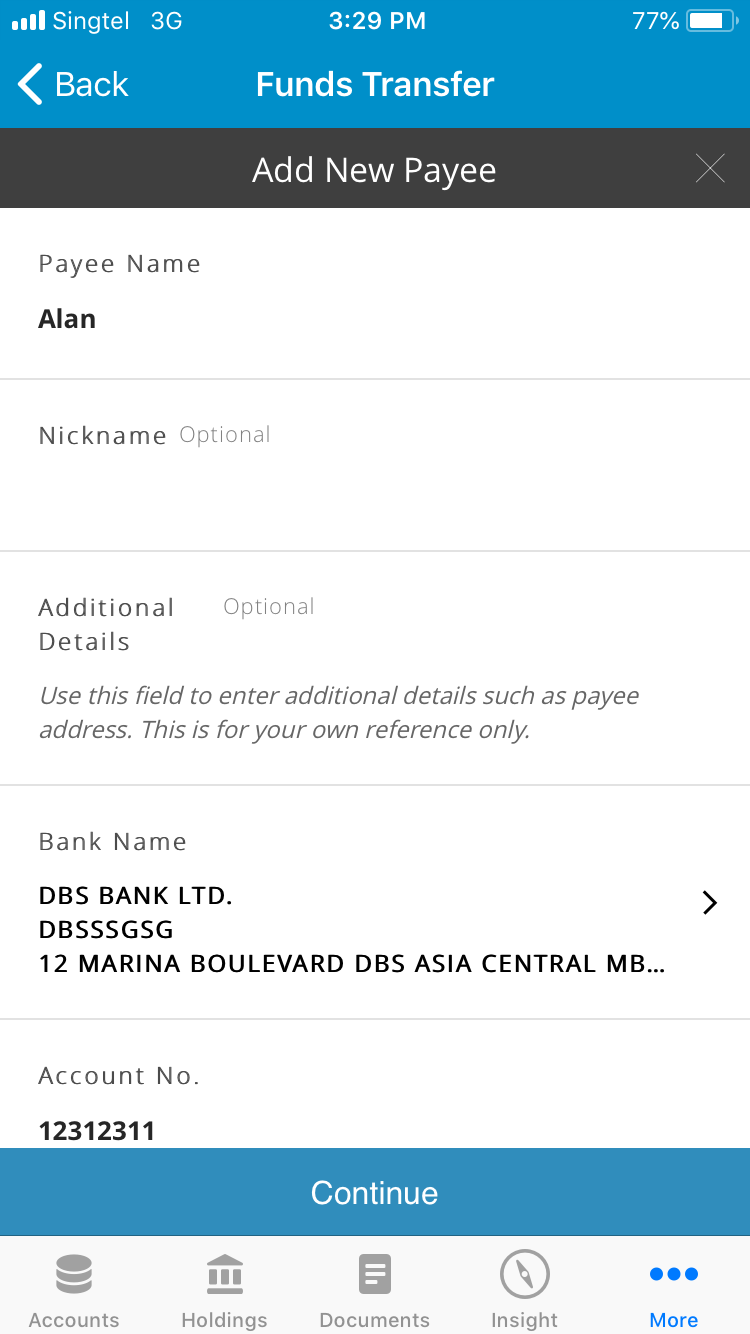 Singtel 3G 3:29 PM 77%
Back Funds Transfer
Add New Payee
Payee Name
Alan
Nickname Optional
Additional Optional
Details
Use this field to enter additional details such as payee
address. This is for your own reference only.
Bank Name
DBS BANK LTD.
DBSSSGSG
12 MARINA BOULEVARD DBS ASIA CENTRAL MB...
Account No.
12312311
Continue
Accounts Holdings Documents Insight More